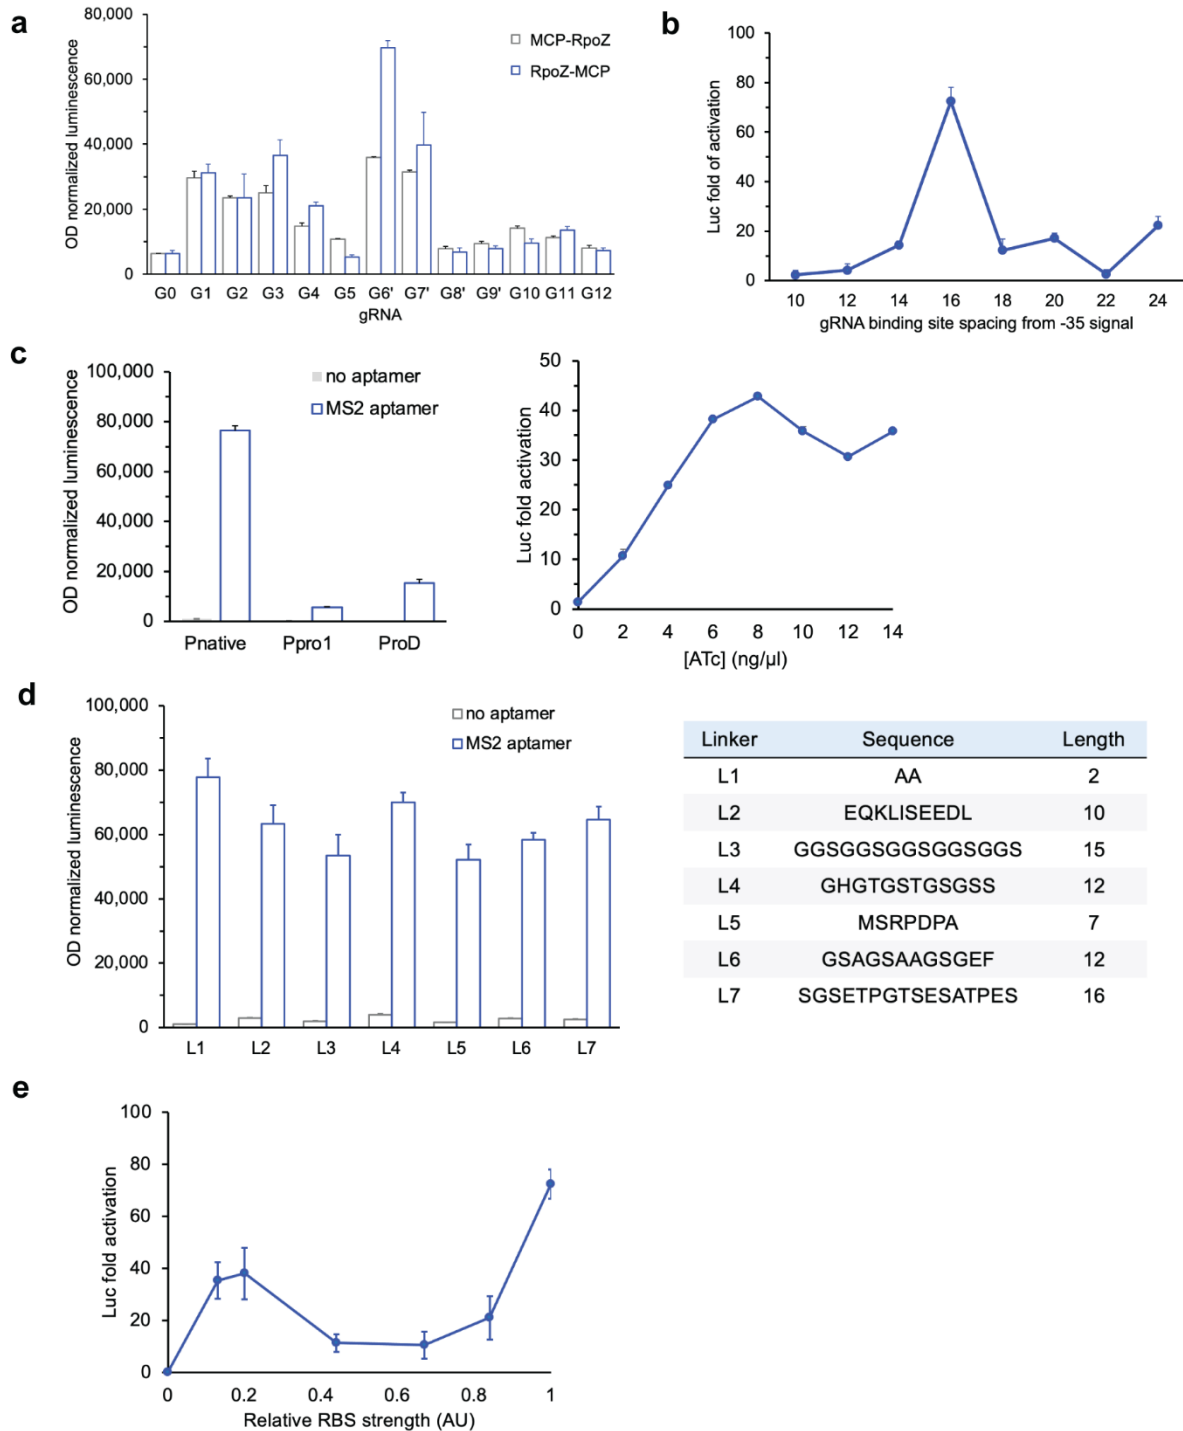 a
80,000
60,000
40,000
20,000
0
OD normalized luminescence
MCP-RpoZ
RpoZ-MCP
G0 G1 G2 G3 G4 G5 G6' G7' G8' G9' G10 G11 G12
gRNA
b
100
80
60
40
20
0
Luc fold of activation
10 12 14 16 18 20 22 24
gRNA binding site spacing from -35 signal
c
100,000
80,000
60,000
40,000
20,000
0
OD normalized luminescence
no aptamer
MS2 aptamer
Pnative Ppro1 ProD
50
40
30
20
10
0
Luc fold activation
0 2 4 6 8 10 12 14
[ATc] (ng/μl)
d
100,000
80,000
60,000
40,000
20,000
0
OD normalized luminescence
no aptamer
MS2 aptamer
L1 L2 L3 L4 L5 L6 L7
Linker Sequence Length
L1 AA 2
L2 EQKLISEEDL 10
L3 GGSGGSGGSGGSGGS 15
L4 GHGTGSTGSGSS 12
L5 MSRPDPA 7
L6 GSAGSAAGSGEF 12
L7 SGSETPGTSESATPES 16
e
100
80
60
40
20
0
Luc fold activation
0 0.2 0.4 0.6 0.8 1
Relative RBS strength (AU)